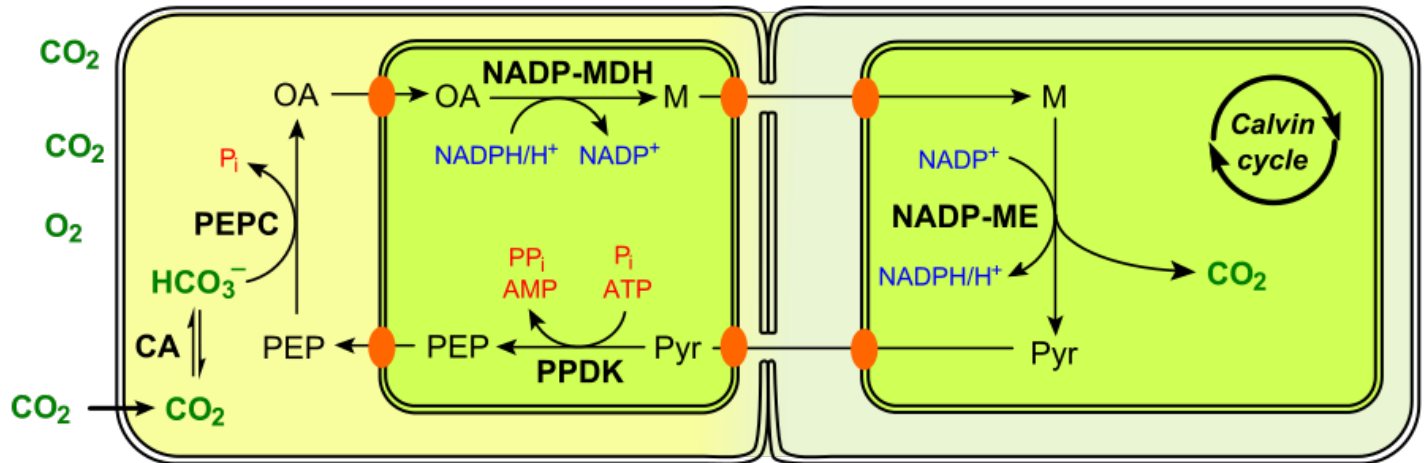 CO₂
CO₂
O₂
CO₂
CO₂
CA
HCO₃⁻
PEPC
Pᵢ
PEP
OA
OA
NADP-MDH
M
NADPH/H⁺
NADP⁺
PPᵢ
AMP
Pᵢ
ATP
PEP
PPDK
Pyr
M
NADP⁺
NADP-ME
NADPH/H⁺
CO₂
Pyr
Calvin
cycle